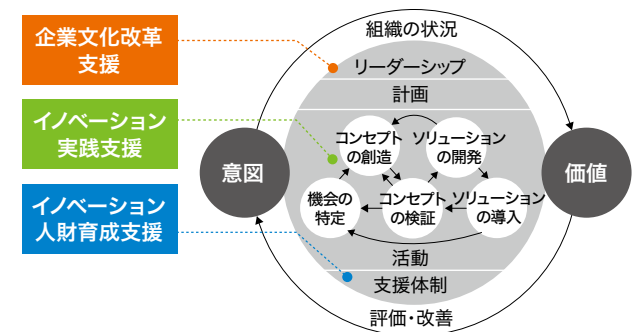 企業文化改革
支援
イノベーション
実践支援
イノベーション
人財育成支援
組織の状況
リーダーシップ
計画
コンセプト
の創造
ソリューション
の開発
意図
価値
機会の
特定
コンセプト
の検証
ソリューション
の導入
活動
支援体制
評価・改善